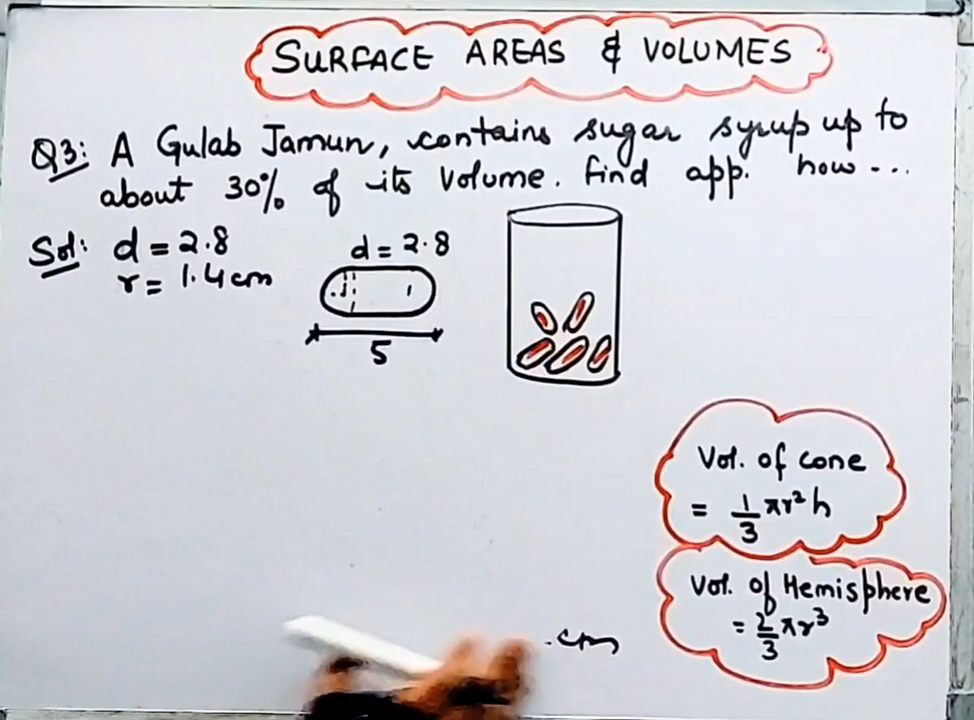 SURFACE AREAS & VOLUMES
Q3: A Gulab Jamun, contains sugar syrup up to
about 30% of its volume. find app. how...
Sol: d = 2.8
r = 1.4 cm
d = 2.8
5
Vol. of cone
= 1/3 πr²h
Vol. of Hemisphere
= 2/3 πr³
cm